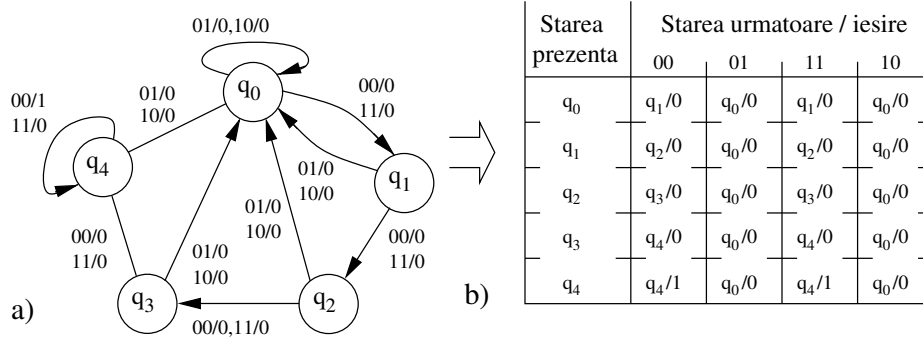 01/0,10/0
q0
00/0
11/0
00/1
11/0
01/0
10/0
q4
01/0
10/0
q1
01/0
10/0
00/0
11/0
00/0
11/0
01/0
10/0
q3
q2
00/0,11/0
a)
Starea prezenta | Starea urmatoare / iesire
00 01 11 10
q0 q1/0 q0/0 q1/0 q0/0
q1 q2/0 q0/0 q2/0 q0/0
q2 q3/0 q0/0 q3/0 q0/0
q3 q4/0 q0/0 q4/0 q0/0
q4 q4/1 q0/0 q4/1 q0/0
b)